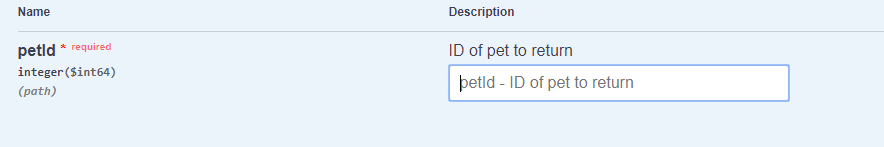 Name Description
petId * required ID of pet to return
integer($int64)
petId - ID of pet to return
(path)